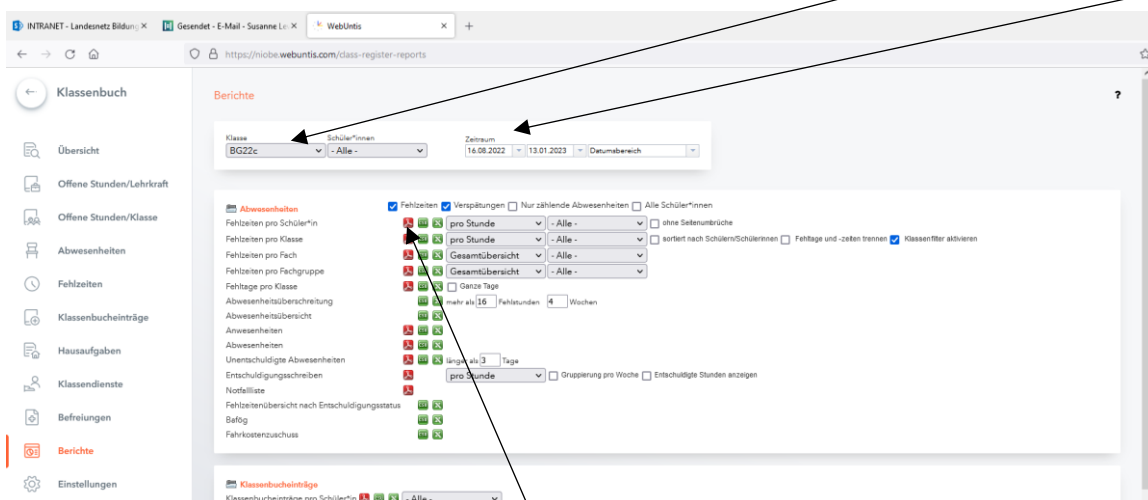 INTRANET - Landesnetz Bildung
Gesendet - E-Mail - Susanne Le
WebUntis
https://niobe.webuntis.com/class-register-reports
Klassenbuch
Berichte
?
Klasse Schüler*innen Zeitraum
BG22c - Alle - 16.08.2022 13.01.2023 Datumsbereich
Übersicht
Offene Stunden/Lehrkraft
Offene Stunden/Klasse
Abwesenheiten
Fehlzeiten
Klassenbucheinträge
Hausaufgaben
Klassendienste
Befreiungen
Berichte
Einstellungen
Abwesenheiten Fehlzeiten Verspätungen Nur zählende Abwesenheiten Alle Schüler*innen
Fehlzeiten pro Schüler*in pro Stunde - Alle - ohne Seitenumbrüche
Fehlzeiten pro Klasse pro Stunde - Alle - sortiert nach Schülern/Schülerinnen Fehltage und -zeiten trennen Klassenfilter aktivieren
Fehlzeiten pro Fach Gesamtübersicht - Alle -
Fehlzeiten pro Fachgruppe Gesamtübersicht - Alle -
Fehltage pro Klasse Ganze Tage
Abwesenheitsüberschreitung mehr als 16 Fehlstunden 4 Wochen
Abwesenheitsübersicht
Anwesenheiten
Abwesenheiten
Unentschuldigte Abwesenheiten länger als 3 Tage
Entschuldigungsschreiben pro Stunde Gruppierung pro Woche Entschuldigte Stunden anzeigen
Notfallliste
Fehlzeitenübersicht nach Entschuldigungsstatus
Bafög
Fahrkostenzuschuss
Klassenbucheinträge
Klassenbucheinträge pro Schüler*in - Alle -